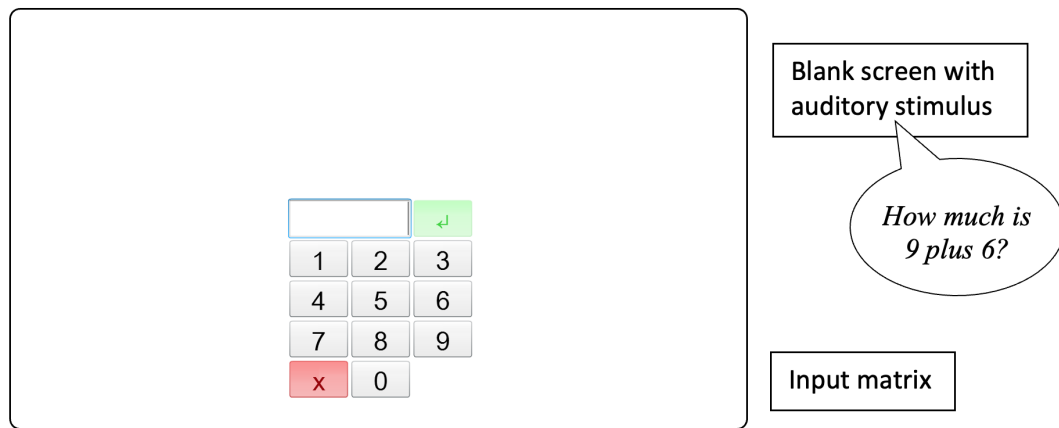 Blank screen with
auditory stimulus
How much is
9 plus 6?
↵
1 2 3
4 5 6
7 8 9
x 0
Input matrix